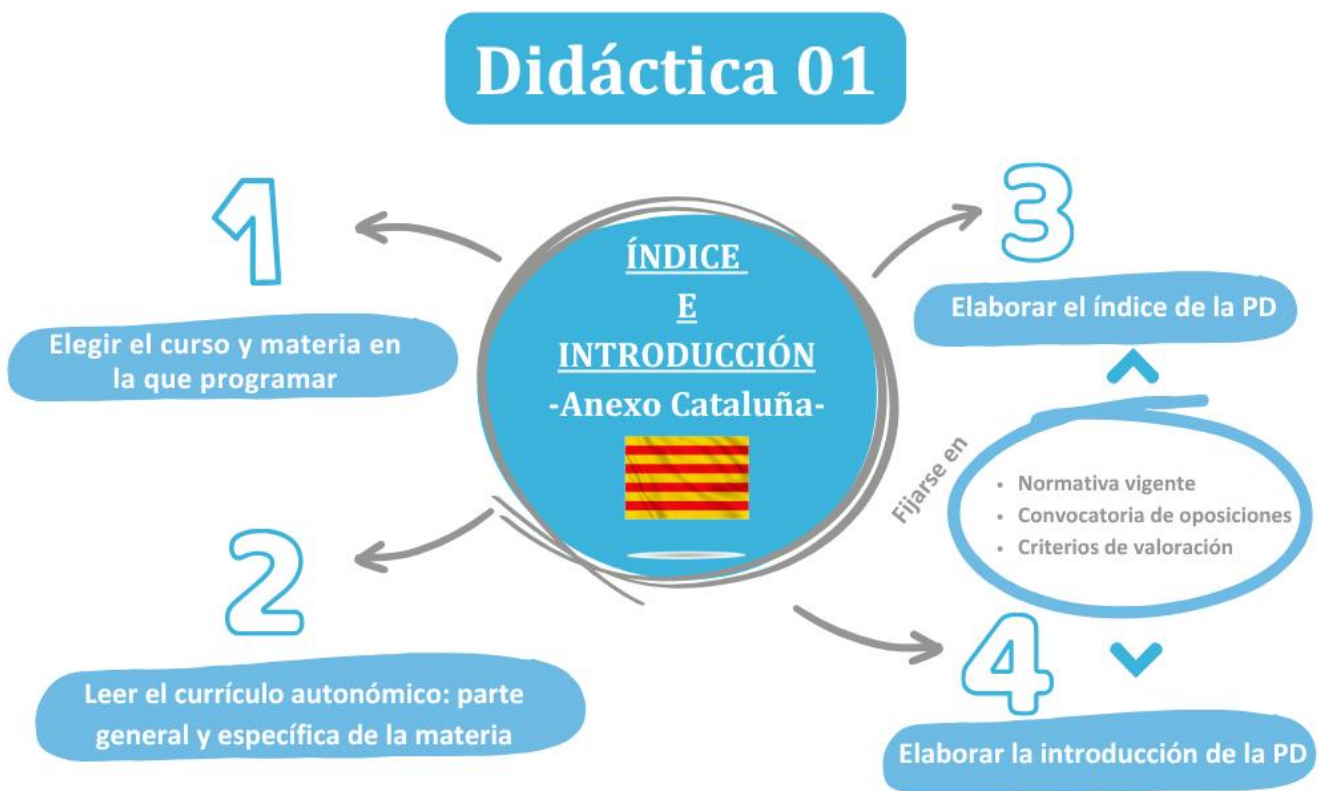 Didáctica 01
1
Elegir el curso y materia en
la que programar
2
Leer el currículo autonómico: parte
general y específica de la materia
ÍNDICE
E
INTRODUCCIÓN
-Anexo Cataluña-
3
Elaborar el índice de la PD
Fijarse en
• Normativa vigente
• Convocatoria de oposiciones
• Criterios de valoración
4
Elaborar la introducción de la PD